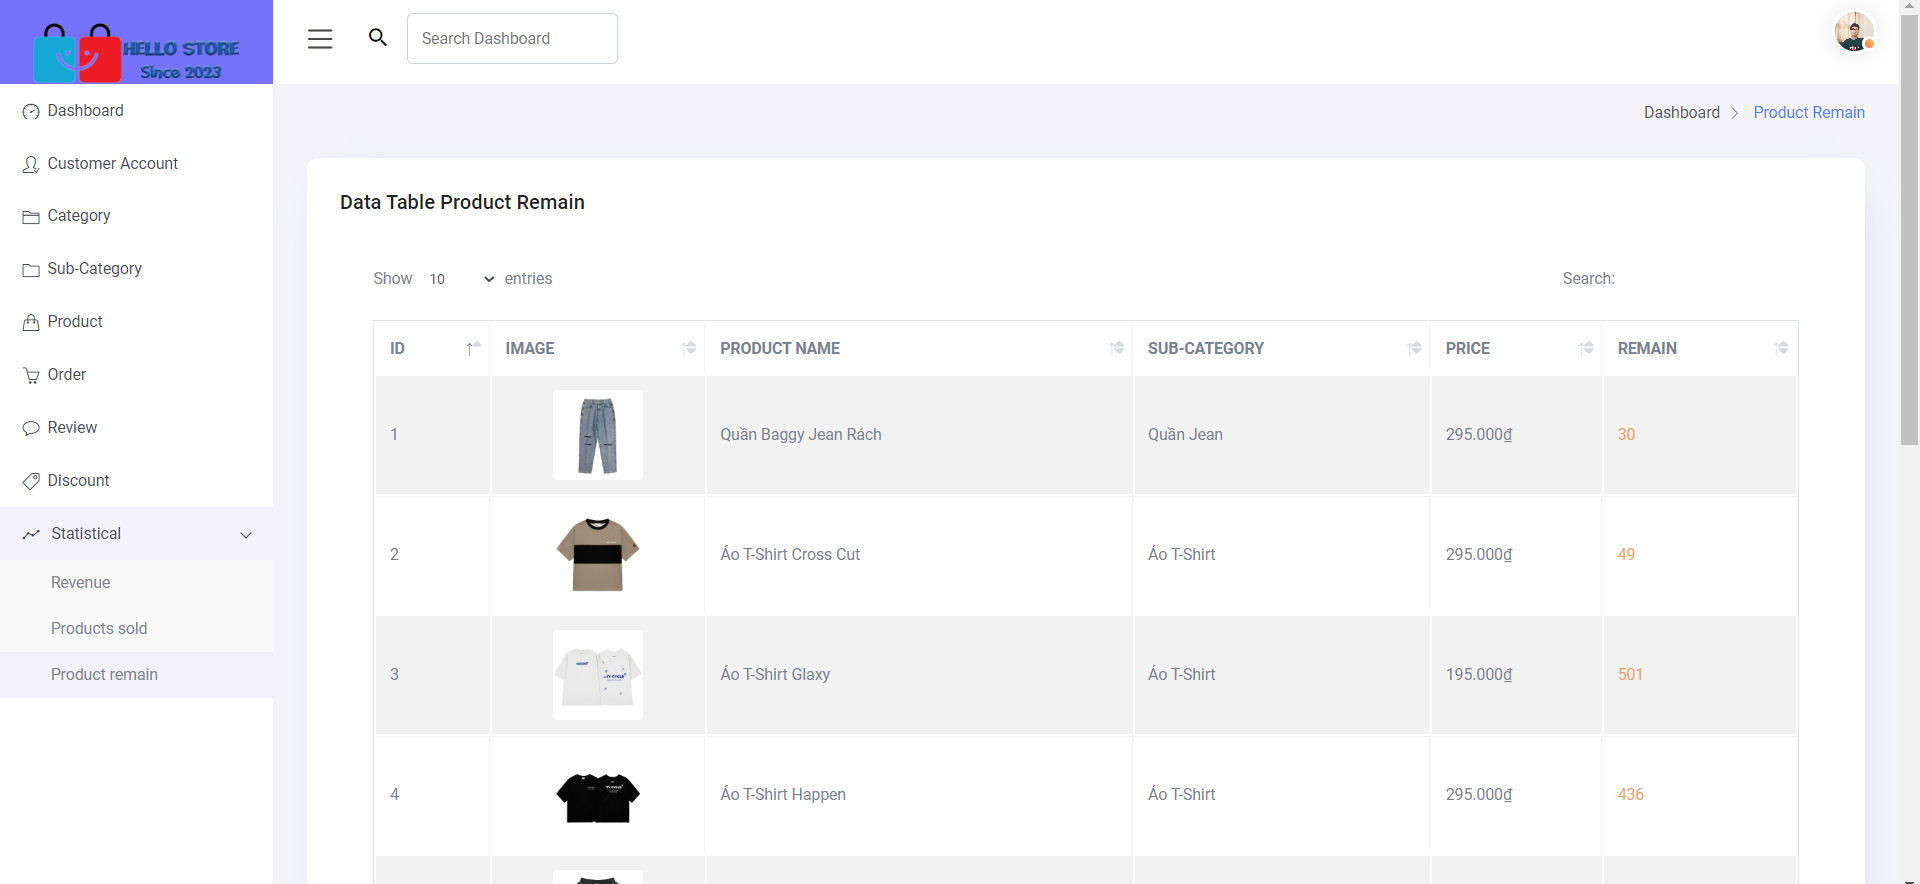 HELLO STORE
Since 2023
Search Dashboard
Dashboard
Customer Account
Category
Sub-Category
Product
Order
Review
Discount
Statistical
Revenue
Products sold
Product remain
Dashboard > Product Remain
Data Table Product Remain
Show 10 entries
Search:
ID IMAGE PRODUCT NAME SUB-CATEGORY PRICE REMAIN
1 Quần Baggy Jean Rách Quần Jean 295.000₫ 30
2 Áo T-Shirt Cross Cut Áo T-Shirt 295.000₫ 49
3 Áo T-Shirt Glaxy Áo T-Shirt 195.000₫ 501
4 Áo T-Shirt Happen Áo T-Shirt 295.000₫ 436